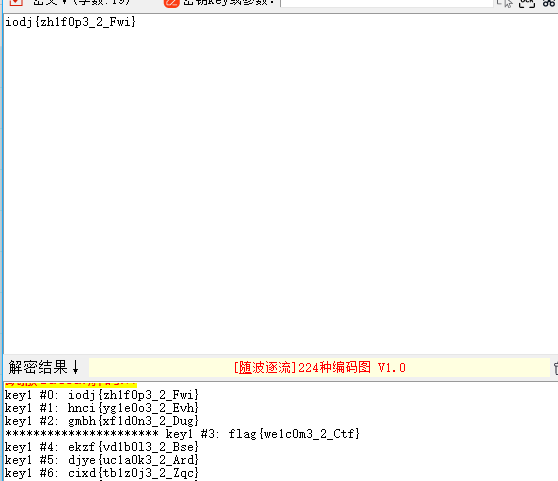 密文▼(字数:19) 密钥key或参数:
iodj{zh1f0p3_2_Fwi}
解密结果↓ [随波逐流]224种编码图 V1.0
key1 #0: iodj{zh1f0p3_2_Fwi}
key1 #1: hnci{yg1e0o3_2_Evh}
key1 #2: gmbh{xf1d0n3_2_Dug}
********************** key1 #3: flag{we1c0m3_2_Ctf}
key1 #4: ekzf{vd1b0l3_2_Bse}
key1 #5: djye{uc1a0k3_2_Ard}
key1 #6: cixd{tb1z0j3_2_Zqc}